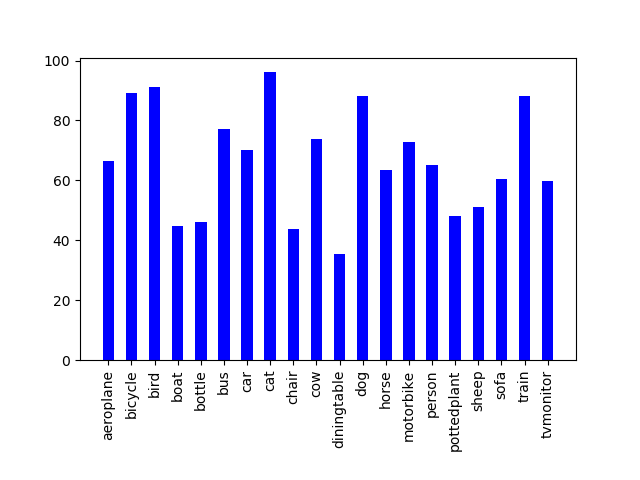 100
80
60
40
20
0
aeroplane
bicycle
bird
boat
bottle
bus
car
cat
chair
cow
diningtable
dog
horse
motorbike
person
pottedplant
sheep
sofa
train
tvmonitor